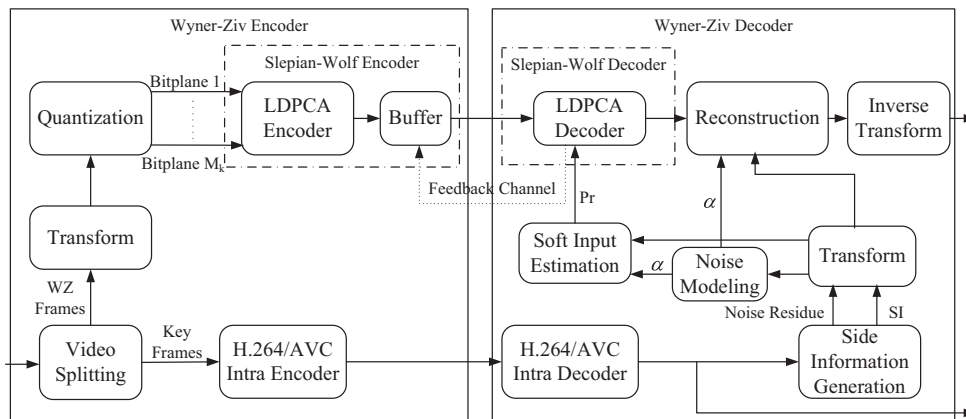 Wyner-Ziv Encoder
Wyner-Ziv Decoder
Slepian-Wolf Encoder
Slepian-Wolf Decoder
Bitplane 1
Quantization
LDPCA
Encoder
Buffer
LDPCA
Decoder
Reconstruction
Inverse
Transform
Bitplane Mk
Feedback Channel
Pr
α
Transform
Soft Input
Estimation
α
Noise
Modeling
Transform
WZ
Frames
Noise Residue
SI
Video
Splitting
Key
Frames
H.264/AVC
Intra Encoder
H.264/AVC
Intra Decoder
Side
Information
Generation